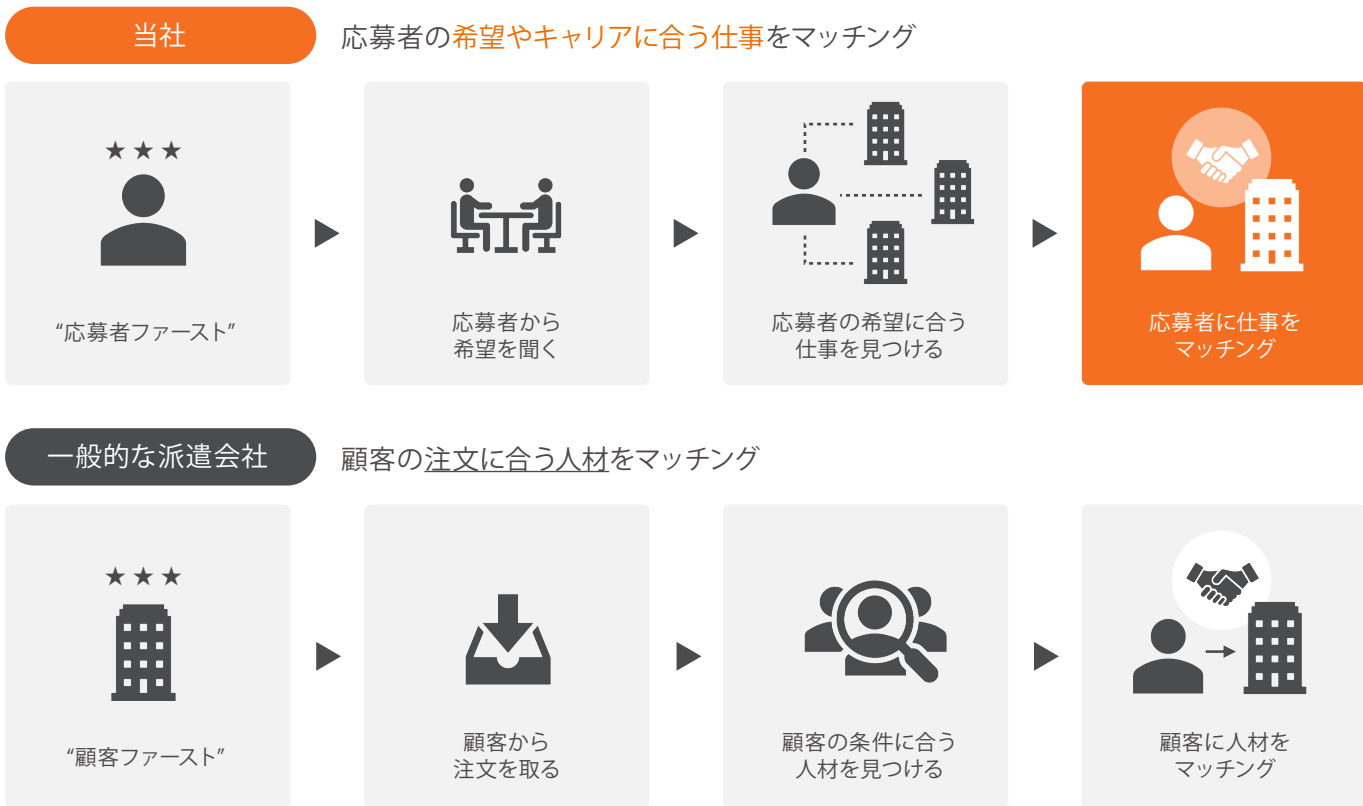 当社
応募者の希望やキャリアに合う仕事をマッチング
“応募者ファースト”
応募者から
希望を聞く
応募者の希望に合う
仕事を見つける
応募者に仕事を
マッチング
一般的な派遣会社
顧客の注文に合う人材をマッチング
“顧客ファースト”
顧客から
注文を取る
顧客の条件に合う
人材を見つける
顧客に人材を
マッチング